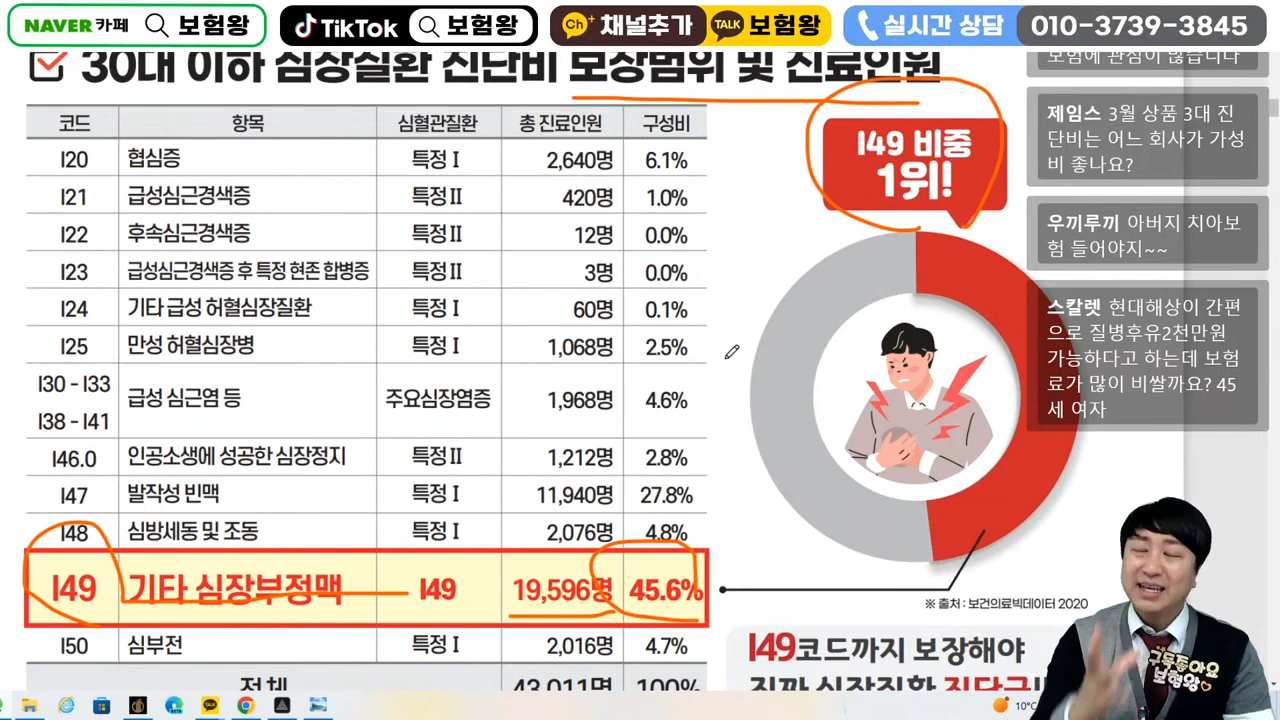 NAVER 카페 보험왕
TikTok 보험왕
Ch+ 채널추가 TALK 보험왕
실시간 상담 010-3739-3845
30대 이하 심장질환 진단비 보장범위 및 진료인원
코드 항목 심혈관질환 총 진료인원 구성비
I20 협심증 특정 I 2,640명 6.1%
I21 급성심근경색증 특정 II 420명 1.0%
I22 후속심근경색증 특정 II 12명 0.0%
I23 급성심근경색증 후 특정 현존 합병증 특정 II 3명 0.0%
I24 기타 급성 허혈심장질환 특정 I 60명 0.1%
I25 만성 허혈심장병 특정 I 1,068명 2.5%
I30 - I33
I38 - I41
급성 심근염 등 주요심장염증 1,968명 4.6%
I46.0 인공소생에 성공한 심장정지 특정 II 1,212명 2.8%
I47 발작성 빈맥 특정 I 11,940명 27.8%
I48 심방세동 및 조동 특정 I 2,076명 4.8%
I49 기타 심장부정맥 I49 19,596명 45.6%
I50 심부전 특정 I 2,016명 4.7%
전체 43,011명 100%
I49 비중
1위!
※ 출처 : 보건의료빅데이터 2020
I49코드까지 보장해야
진짜 심장질환 진단금
보험에 관심이 많습니다
제임스 3월 상품 3대 진
단비는 어느 회사가 가성
비 좋나요?
우끼루끼 아버지 치아보
험 들어야지~~
스칼렛 현대해상이 간편
으로 질병후유2천만원
가능하다고 하는데 보험
료가 많이 비쌀까요? 45
세 여자
구독좋아요
보험왕
10°C